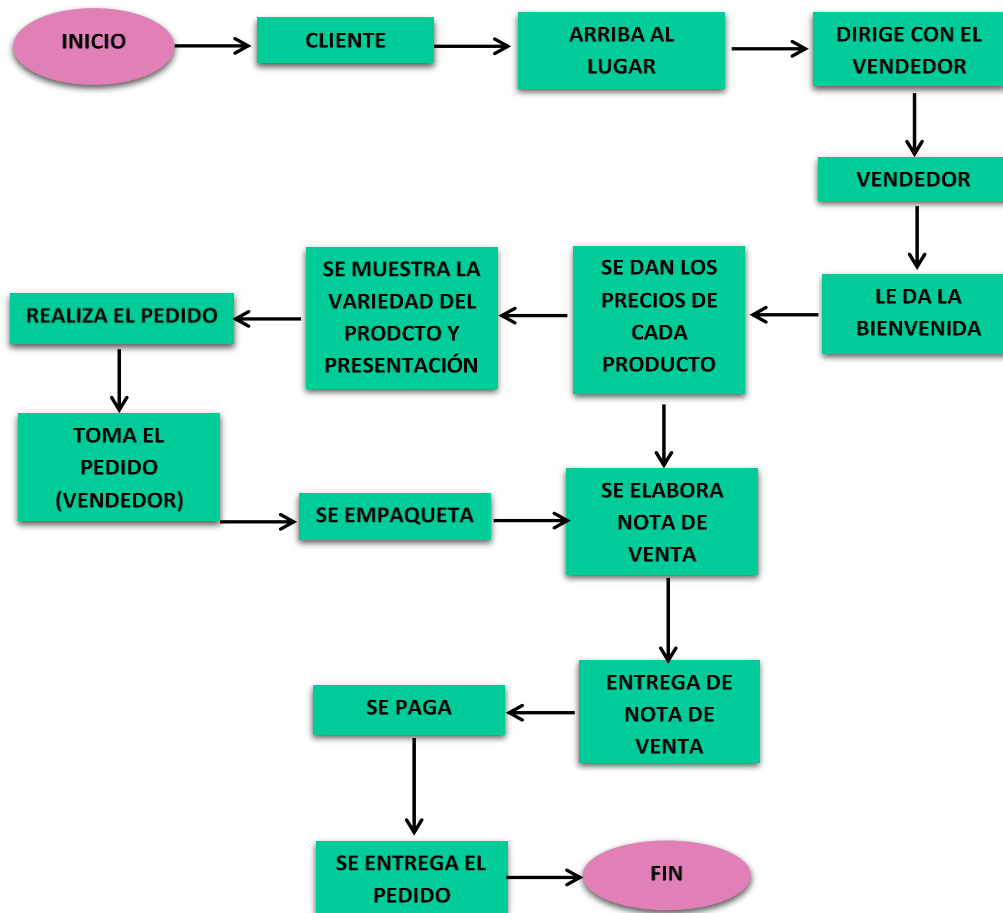 INICIO
CLIENTE
ARRIBA AL
LUGAR
DIRIGE CON EL
VENDEDOR
VENDEDOR
LE DA LA
BIENVENIDA
SE DAN LOS
PRECIOS DE
CADA
PRODUCTO
SE MUESTRA LA
VARIEDAD DEL
PRODCTO Y
PRESENTACIÓN
REALIZA EL PEDIDO
TOMA EL
PEDIDO
(VENDEDOR)
SE EMPAQUETA
SE ELABORA
NOTA DE
VENTA
ENTREGA DE
NOTA DE
VENTA
SE PAGA
SE ENTREGA EL
PEDIDO
FIN